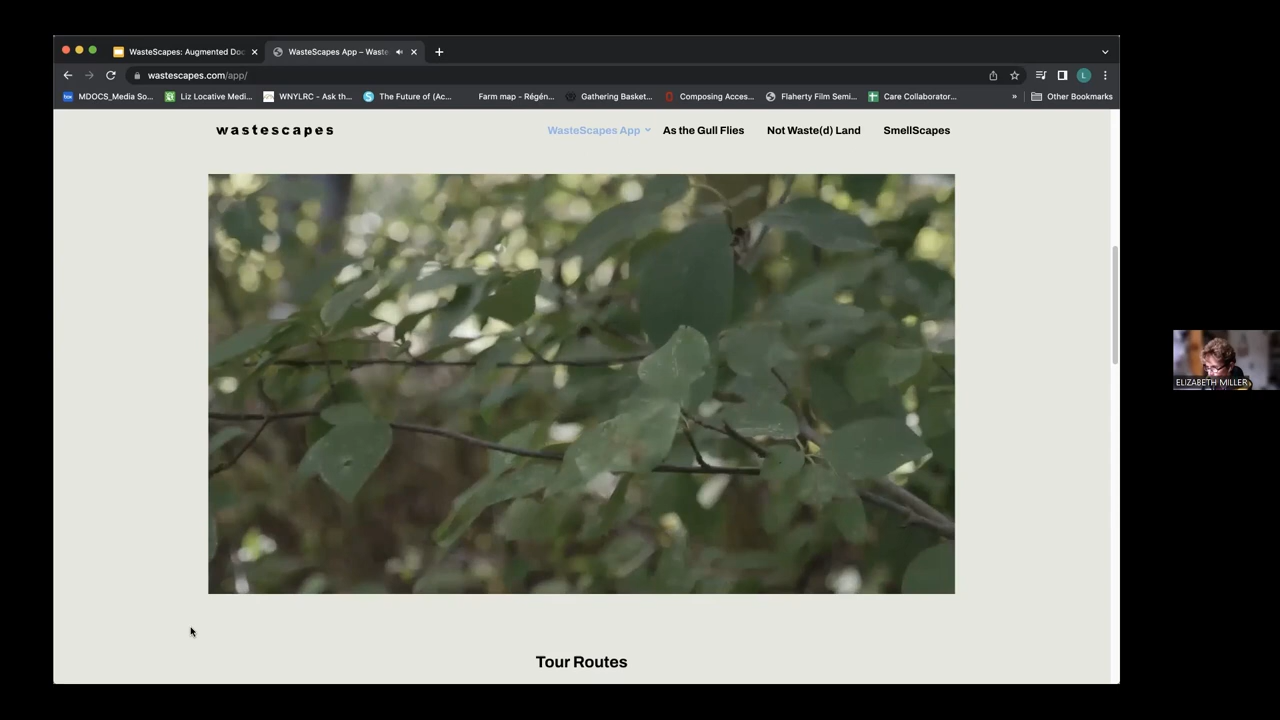 WasteScapes: Augmented Doc
WasteScapes App – Waste
wastescapes.com/app/
L
MDOCS_Media So...
Liz Locative Medi...
WNYLRC - Ask th...
The Future of (Ac...
Farm map - Régén...
Gathering Basket...
Composing Acces...
Flaherty Film Semi...
Care Collaborator...
»
Other Bookmarks
wastescapes
WasteScapes App
As the Gull Flies
Not Waste(d) Land
SmellScapes
ELIZABETH MILLER
Tour Routes